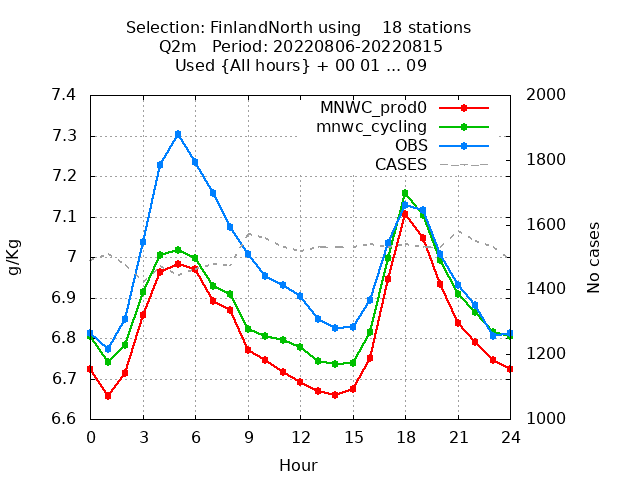 Selection: FinlandNorth using    18 stations
Q2m   Period: 20220806-20220815
Used {All hours} + 00 01 ... 09
7.4
7.3
7.2
7.1
7
6.9
6.8
6.7
6.6
g/Kg
MNWC_prod0
mnwc_cycling
OBS
CASES
2000
1800
1600
1400
1200
1000
No cases
0 3 6 9 12 15 18 21 24
Hour